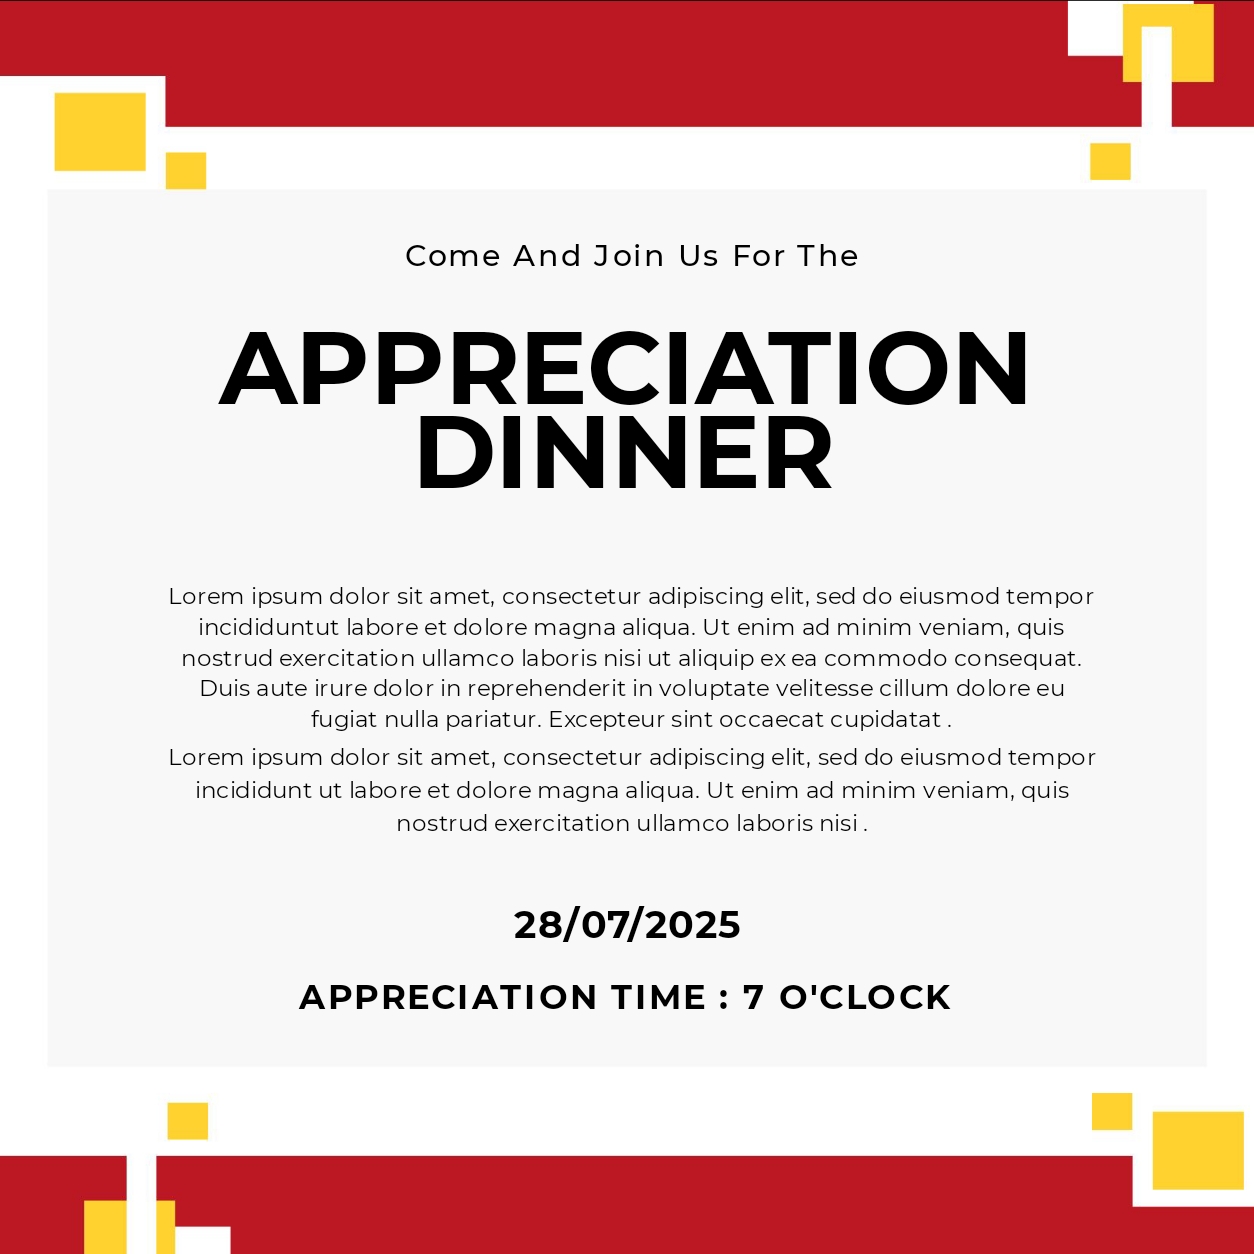 Come And Join Us For The
APPRECIATION
DINNER
Lorem ipsum dolor sit amet, consectetur adipiscing elit, sed do eiusmod tempor
incididuntut labore et dolore magna aliqua. Ut enim ad minim veniam, quis
nostrud exercitation ullamco laboris nisi ut aliquip ex ea commodo consequat.
Duis aute irure dolor in reprehenderit in voluptate velitesse cillum dolore eu
fugiat nulla pariatur. Excepteur sint occaecat cupidatat .
Lorem ipsum dolor sit amet, consectetur adipiscing elit, sed do eiusmod tempor
incididunt ut labore et dolore magna aliqua. Ut enim ad minim veniam, quis
nostrud exercitation ullamco laboris nisi .
28/07/2025
APPRECIATION TIME : 7 O'CLOCK